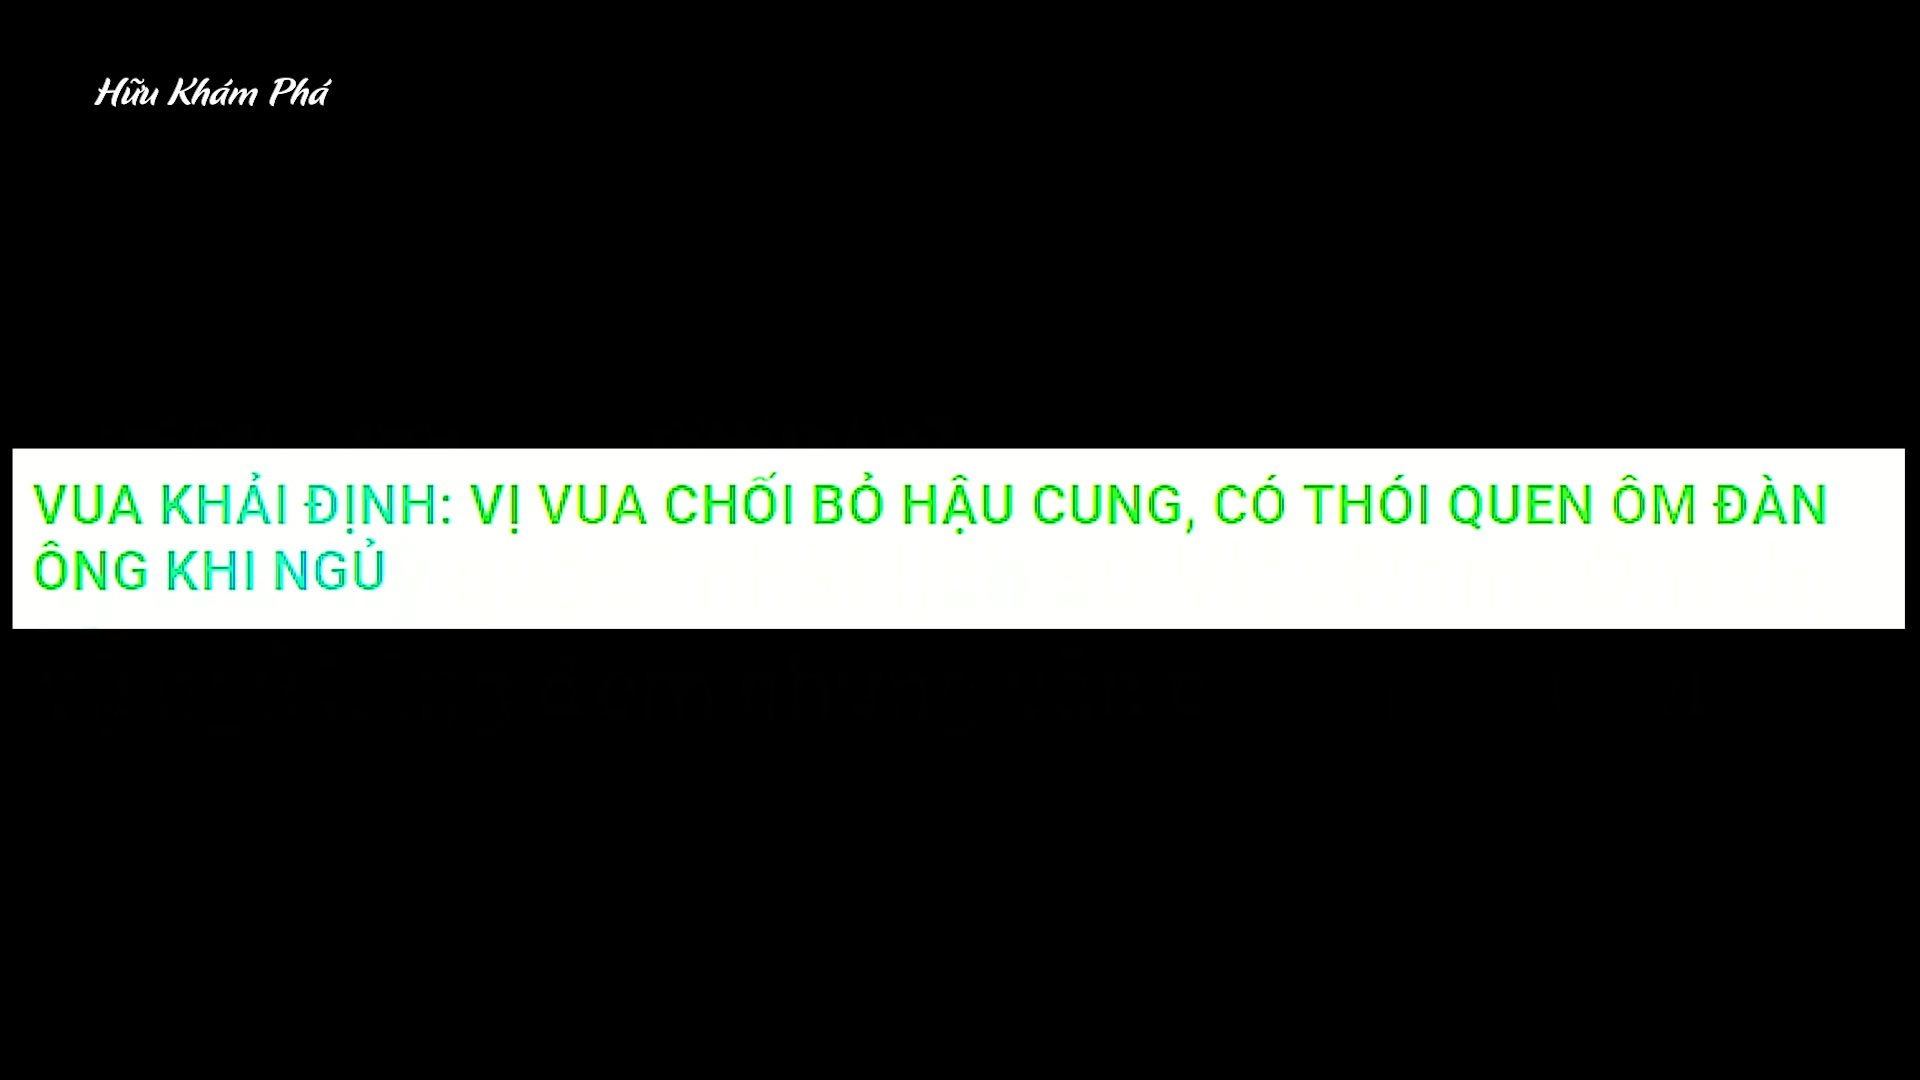 Hữu Khám Phá
VUA KHẢI ĐỊNH: VỊ VUA CHỐI BỎ HẬU CUNG, CÓ THÓI QUEN ÔM ĐÀN
ÔNG KHI NGỦ